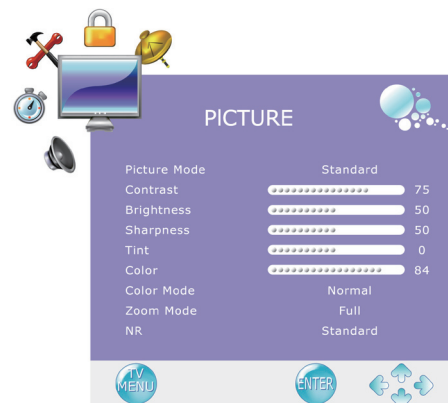 PICTURE
Picture Mode Standard
Contrast 75
Brightness 50
Sharpness 50
Tint 0
Color 84
Color Mode Normal
Zoom Mode Full
NR Standard
TV
MENU
ENTER